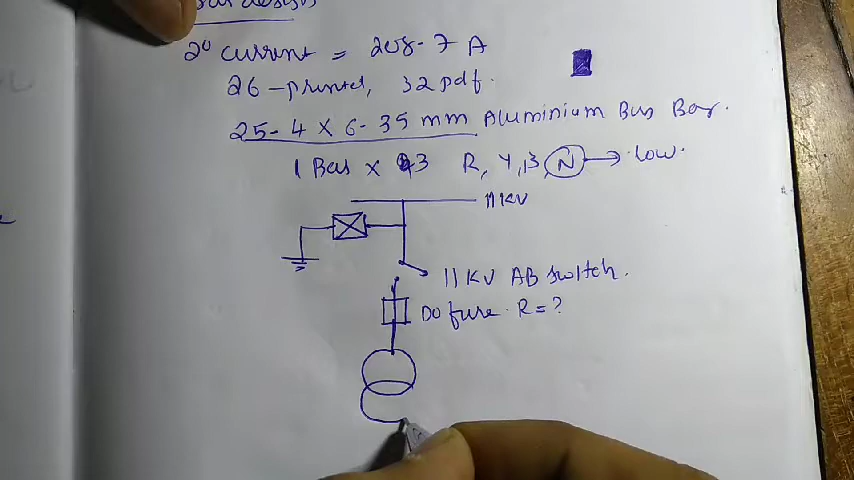 2° current = 208.7 A
26 - printed, 32 pdf.
25.4 X 6.35 mm Aluminium Bus Bar.
1 Bar X 3 R, Y, B, N → low.
11 KV
11 KV AB switch.
DO fuse. R = ?